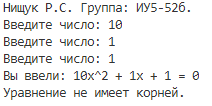 Нищук Р.С. Группа: ИУ5-52б.
Введите число: 10
Введите число: 1
Введите число: 1
Вы ввели: 10x^2 + 1x + 1 = 0
Уравнение не имеет корней.